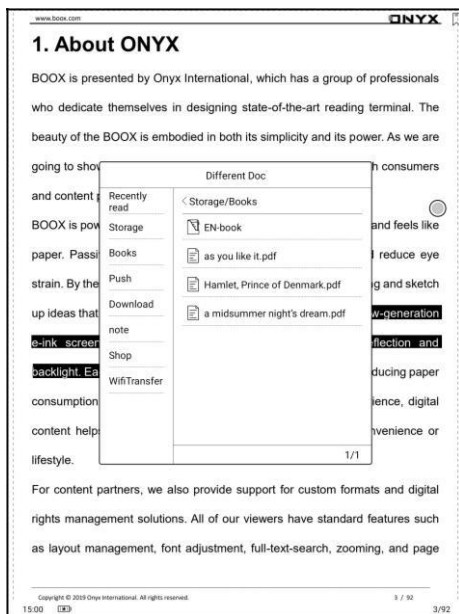 www.boox.com
ONYX
1. About ONYX
BOOX is presented by Onyx International, which has a group of professionals
who dedicate themselves in designing state-of-the-art reading terminal. The
beauty of the BOOX is embodied in both its simplicity and its power. As we are
going to show
consumers
and content
BOOX is pow
and feels like
paper. Passi
reduce eye
strain. By the
and sketch
up ideas that
w-generation
e-ink screen
eflection and
backlight. Ea
ducing paper
consumption
ience, digital
content help
nvenience or
lifestyle.
Different Doc
Recently
read
Storage
Books
Push
Download
note
Shop
WifiTransfer
Storage/Books
EN-book
as you like it.pdf
Hamlet, Prince of Denmark.pdf
a midsummer night's dream.pdf
1/1
For content partners, we also provide support for custom formats and digital
rights management solutions. All of our viewers have standard features such
as layout management, font adjustment, full-text-search, zooming, and page
Copyright © 2019 Onyx International. All rights reserved.
3 / 92
15:00
3/92